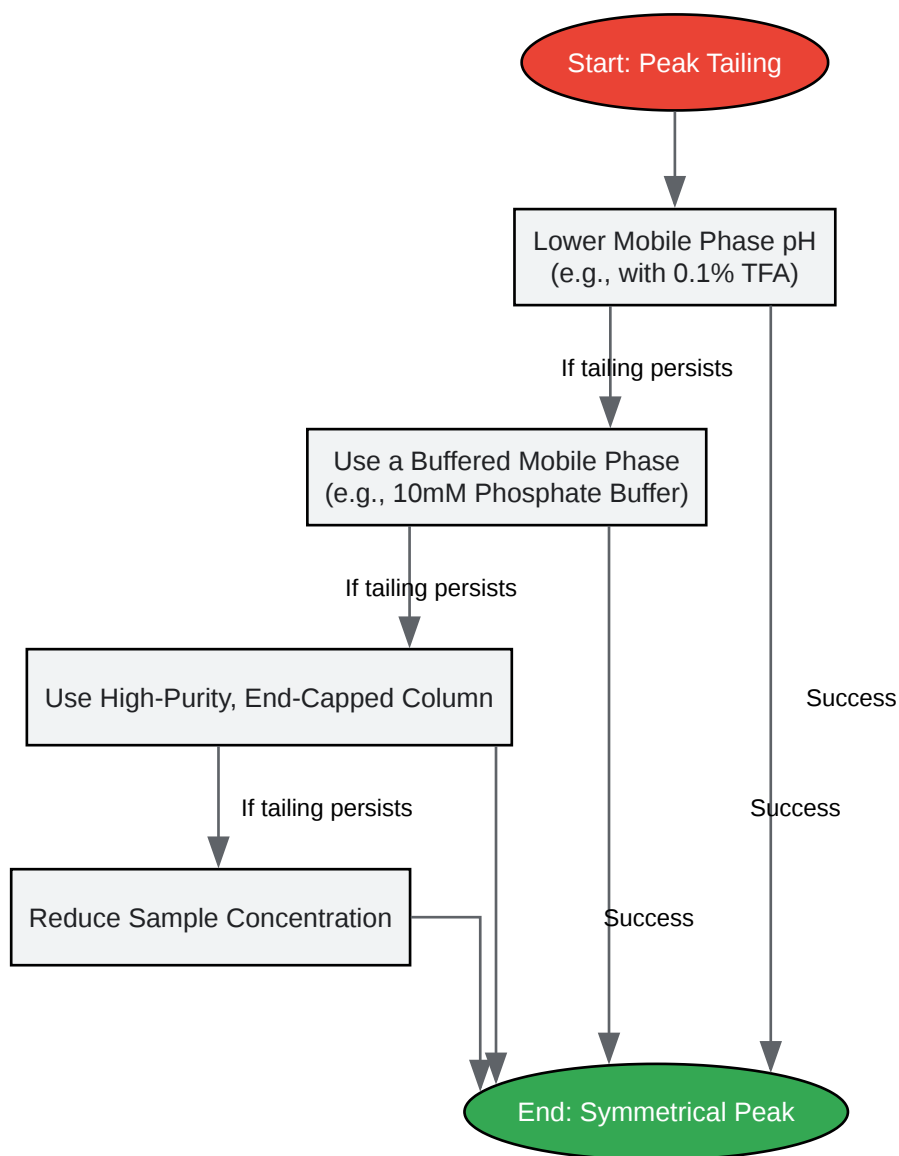 Start: Peak Tailing
Lower Mobile Phase pH
(e.g., with 0.1% TFA)
If tailing persists
Use a Buffered Mobile Phase
(e.g., 10mM Phosphate Buffer)
If tailing persists
Use High-Purity, End-Capped Column
Success
If tailing persists
Success
Reduce Sample Concentration
Success
End: Symmetrical Peak